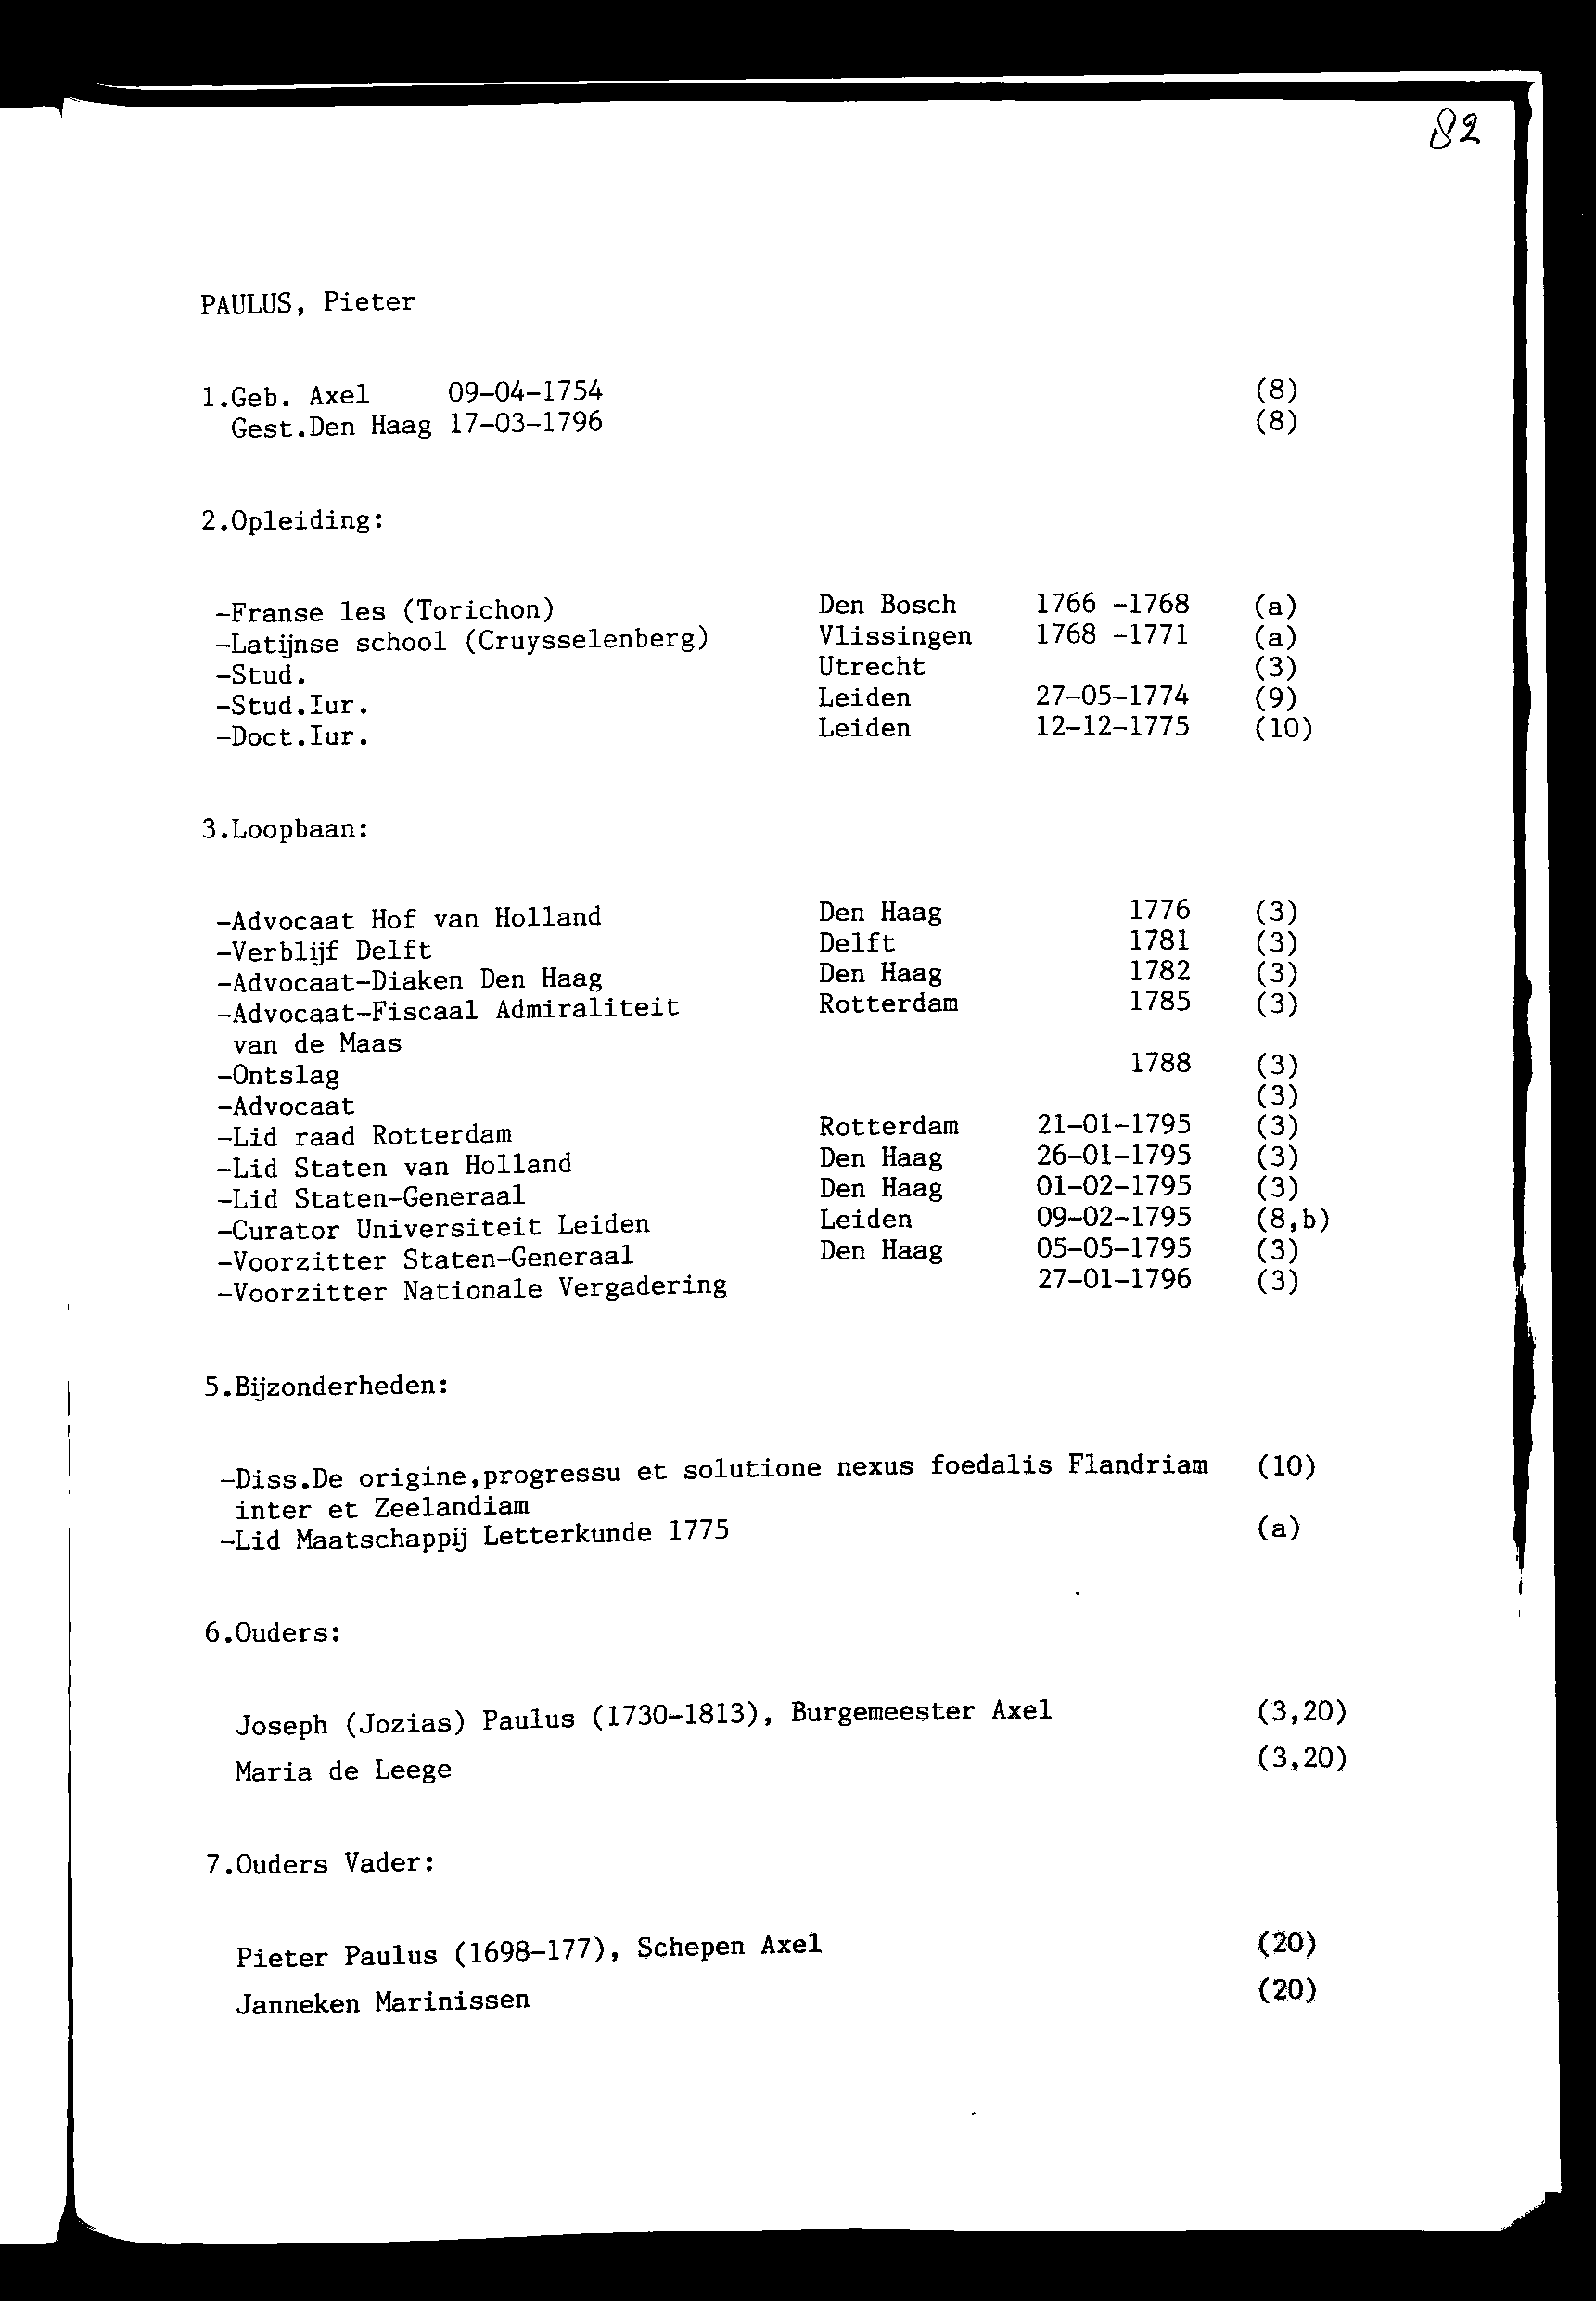 82
PAULUS, Pieter
1.Geb. Axel 09-04-1754 (8)
Gest.Den Haag 17-03-1796 (8)
2.Opleiding:
-Franse les (Torichon) Den Bosch 1766 -1768 (a)
-Latijnse school (Cruysselenberg) Vlissingen 1768 -1771 (a)
-Stud. Utrecht (3)
-Stud.Iur. Leiden 27-05-1774 (9)
-Doct.Iur. Leiden 12-12-1775 (10)
3.Loopbaan:
-Advocaat Hof van Holland Den Haag 1776 (3)
-Verblijf Delft Delft 1781 (3)
-Advocaat-Diaken Den Haag Den Haag 1782 (3)
-Advocaat-Fiscaal Admiraliteit Rotterdam 1785 (3)
van de Maas
-Ontslag 1788 (3)
-Advocaat (3)
-Lid raad Rotterdam Rotterdam 21-01-1795 (3)
-Lid Staten van Holland Den Haag 26-01-1795 (3)
-Lid Staten-Generaal Den Haag 01-02-1795 (3)
-Curator Universiteit Leiden Leiden 09-02-1795 (8,b)
-Voorzitter Staten-Generaal Den Haag 05-05-1795 (3)
-Voorzitter Nationale Vergadering 27-01-1796 (3)
5.Bijzonderheden:
-Diss.De origine,progressu et solutione nexus foedalis Flandriam (10)
inter et Zeelandiam
-Lid Maatschappij Letterkunde 1775 (a)
6.Ouders:
Joseph (Jozias) Paulus (1730-1813), Burgemeester Axel (3,20)
Maria de Leege (3,20)
7.Ouders Vader:
Pieter Paulus (1698-177), Schepen Axel (20)
Janneken Marinissen (20)